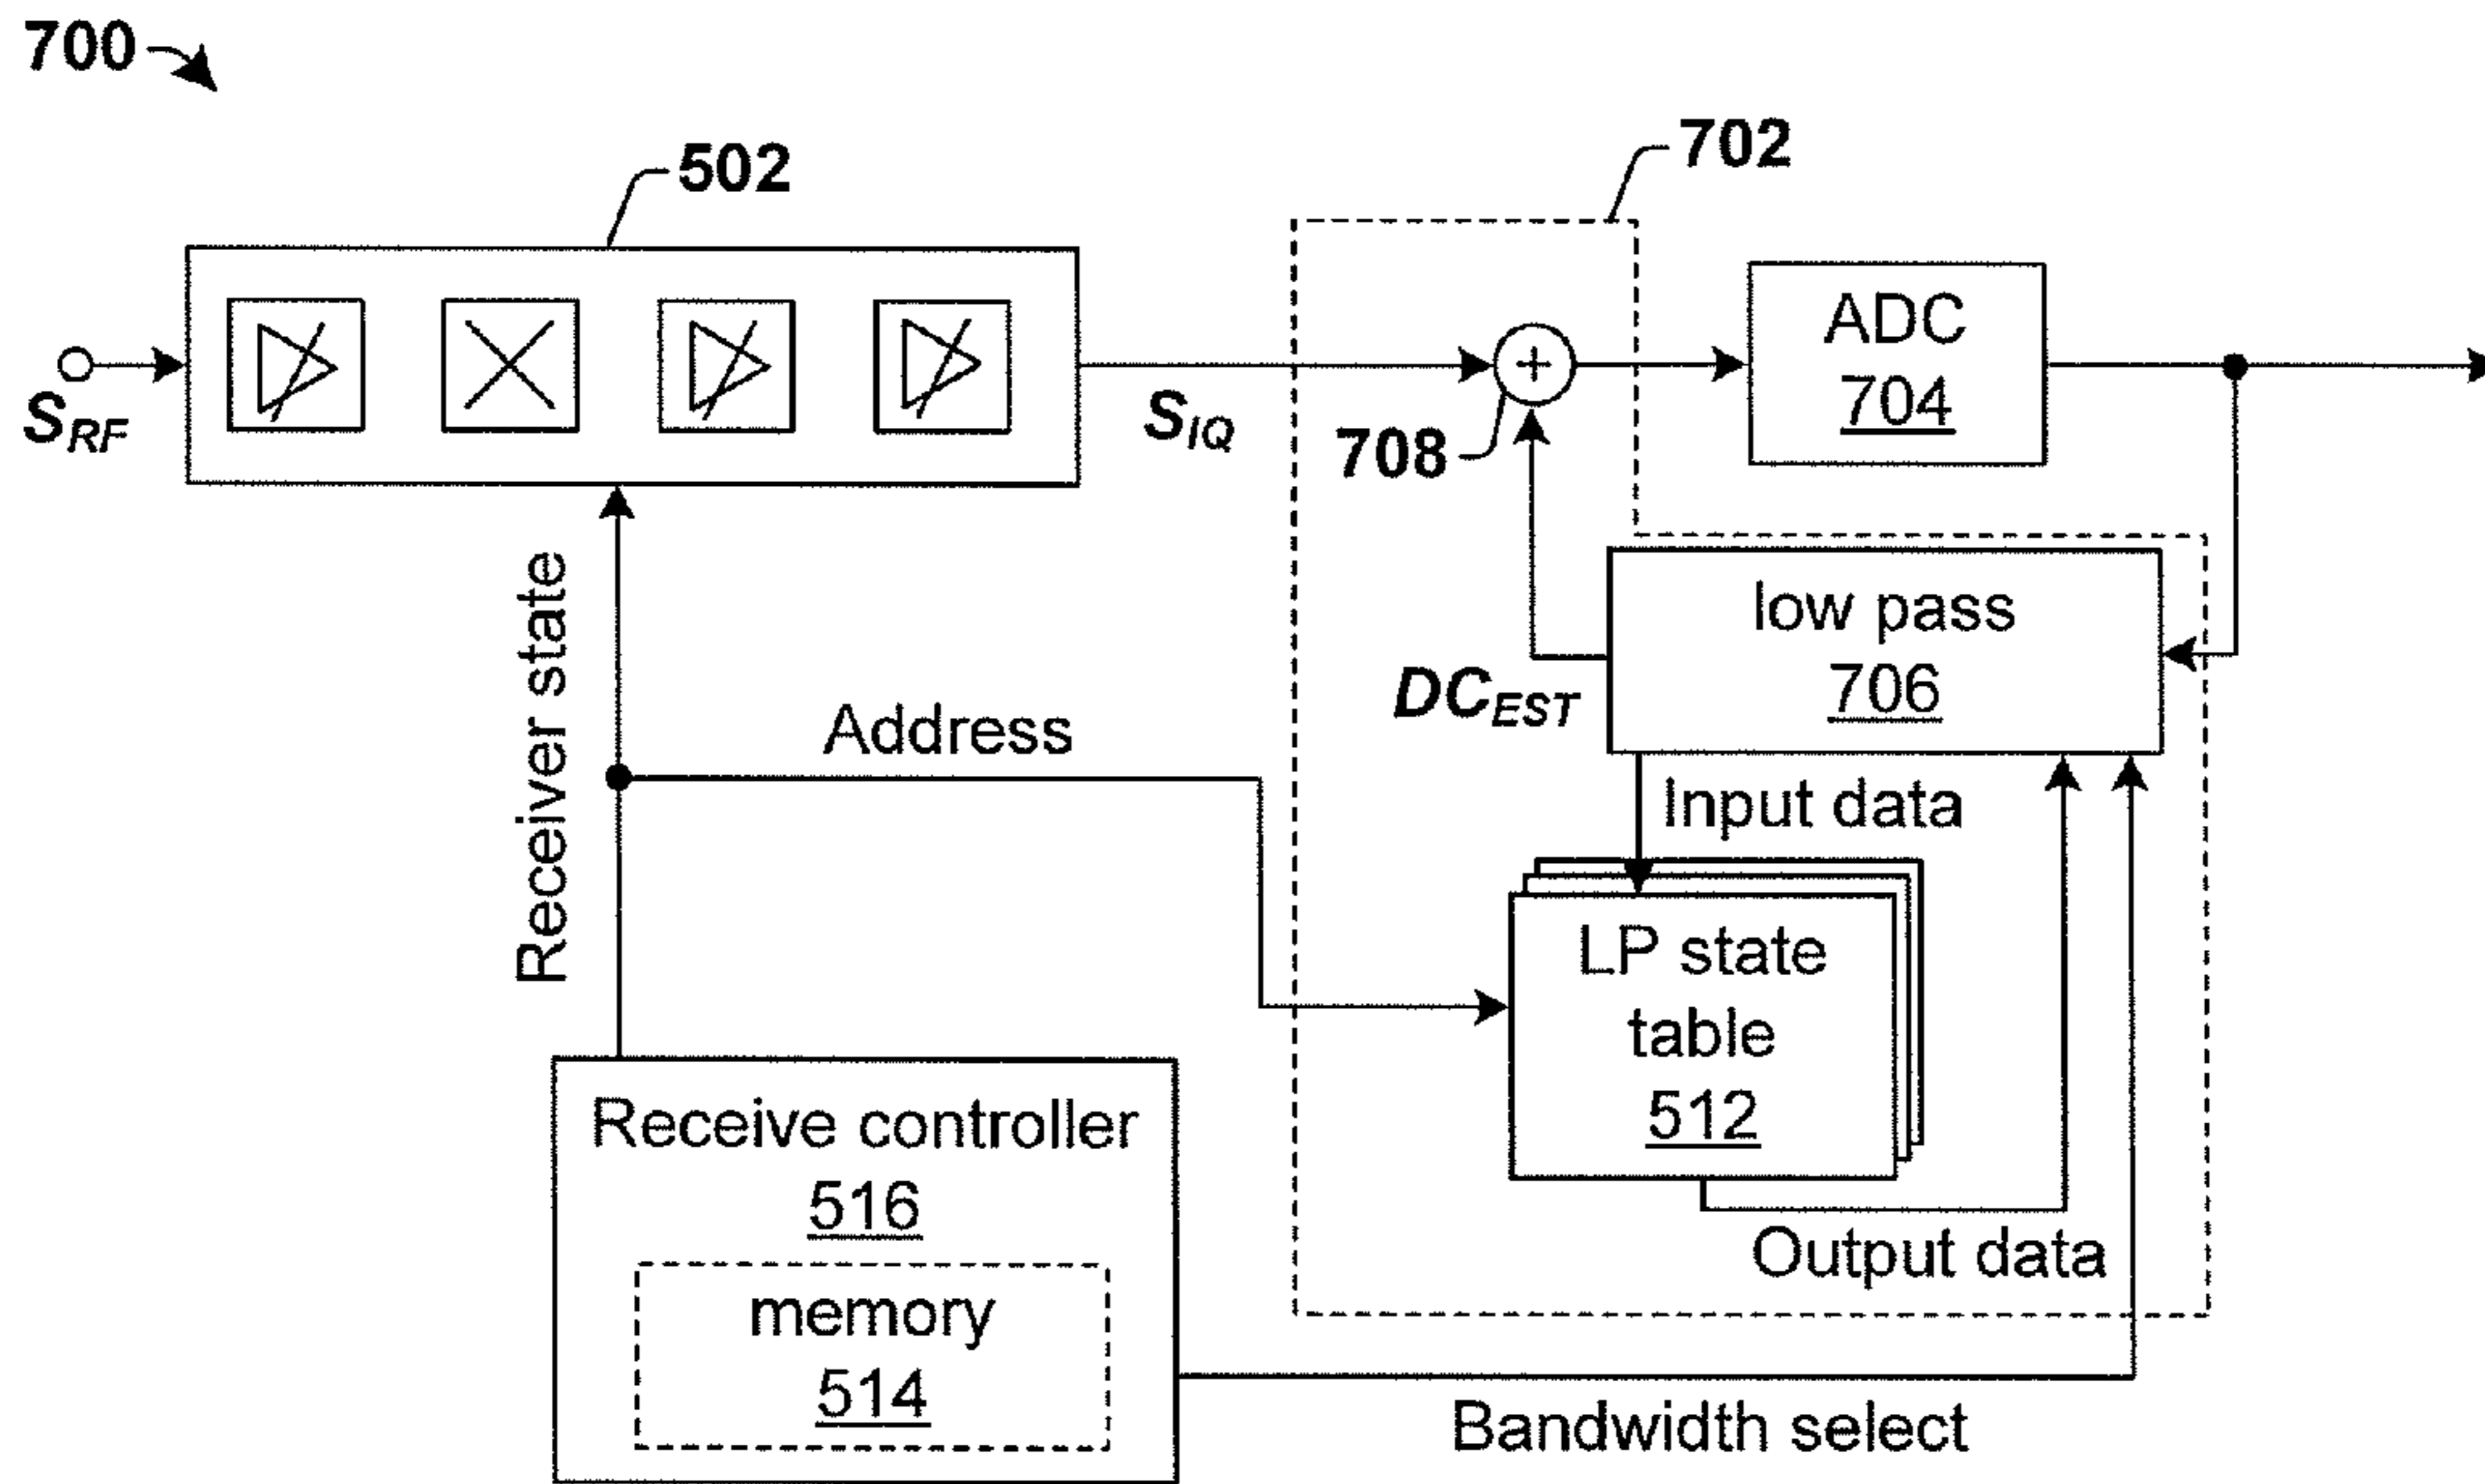 700
502
702
S_RF
S_IQ
708
ADC
704
low pass
706
DC_EST
Receiver state
Address
Input data
LP state
table
512
Output data
Receive controller
516
memory
514
Bandwidth select